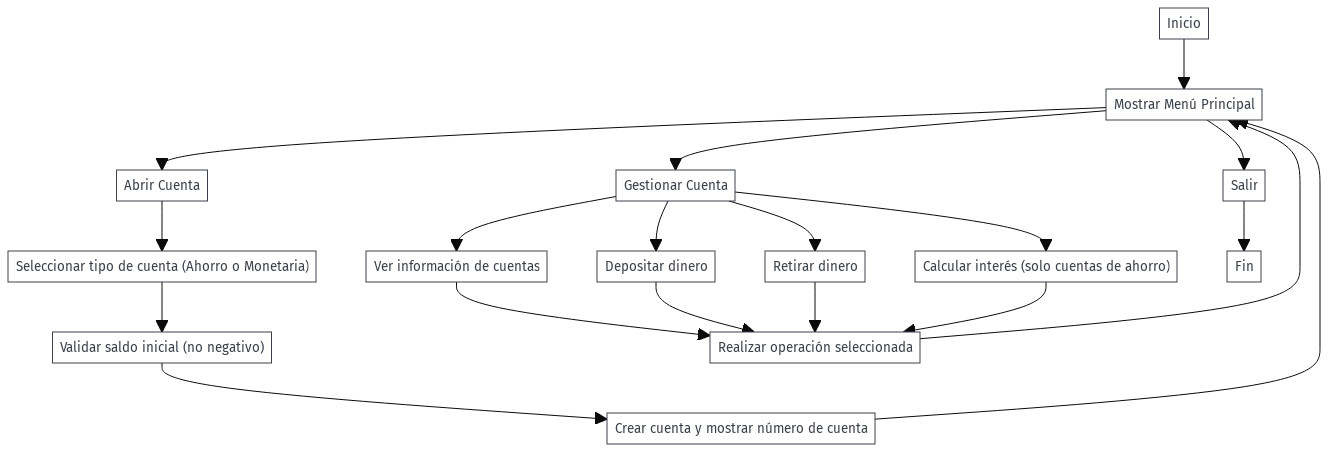 Inicio
Mostrar Menú Principal
Abrir Cuenta
Gestionar Cuenta
Salir
Seleccionar tipo de cuenta (Ahorro o Monetaria)
Ver información de cuentas
Depositar dinero
Retirar dinero
Calcular interés (solo cuentas de ahorro)
Fin
Validar saldo inicial (no negativo)
Realizar operación seleccionada
Crear cuenta y mostrar número de cuenta